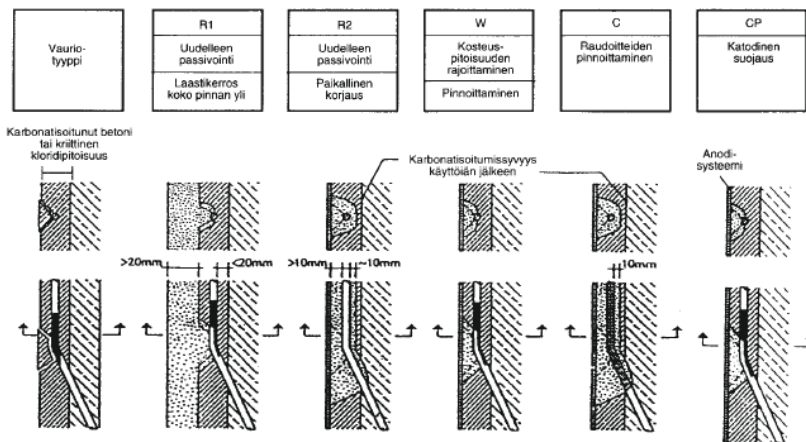 Vaurio-
tyyppi
R1
Uudelleen
passivointi
Laastikerros
koko pinnan yli
R2
Uudelleen
passivointi
Paikallinen
korjaus
W
Kosteus-
pitoisuuden
rajoittaminen
Pinnoittaminen
C
Raudoitteiden
pinnoittaminen
CP
Katodinen
suojaus
Karbonatisoitunut betoni
tai kriittinen
kloridipitoisuus
Karbonatisoitumissyvyys
käyttöiän jälkeen
Anodi-
systeemi
>20mm
<20mm
>10mm
~10mm
10mm